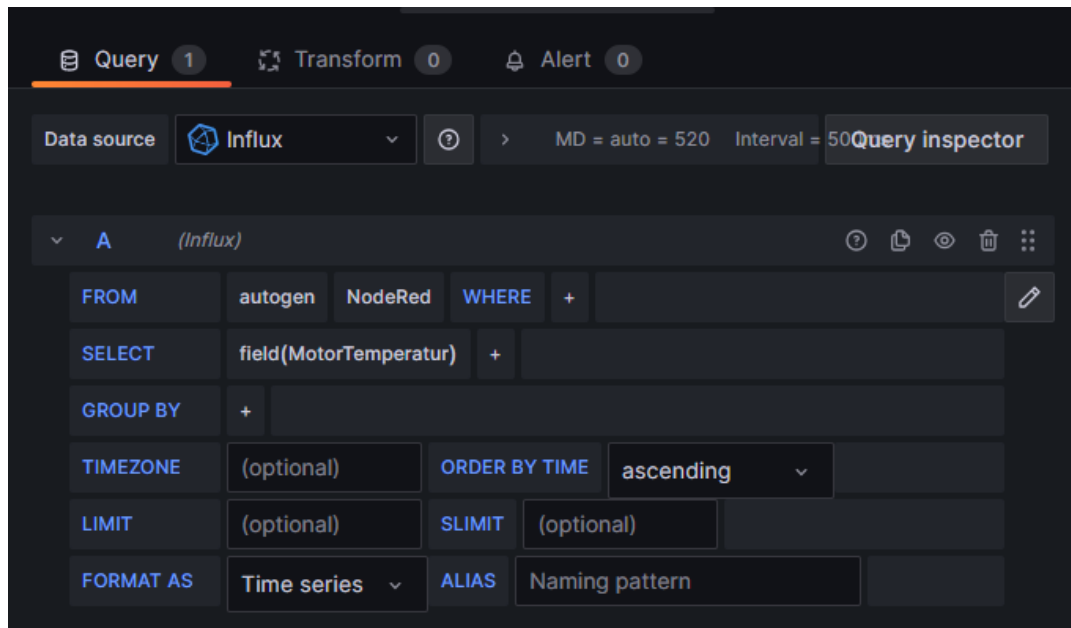 Query 1 Transform 0 Alert 0
Data source Influx MD = auto = 520 Interval = 50 Query inspector
A (Influx)
FROM autogen NodeRed WHERE +
SELECT field(MotorTemperatur) +
GROUP BY +
TIMEZONE (optional) ORDER BY TIME ascending
LIMIT (optional) SLIMIT (optional)
FORMAT AS Time series ALIAS Naming pattern